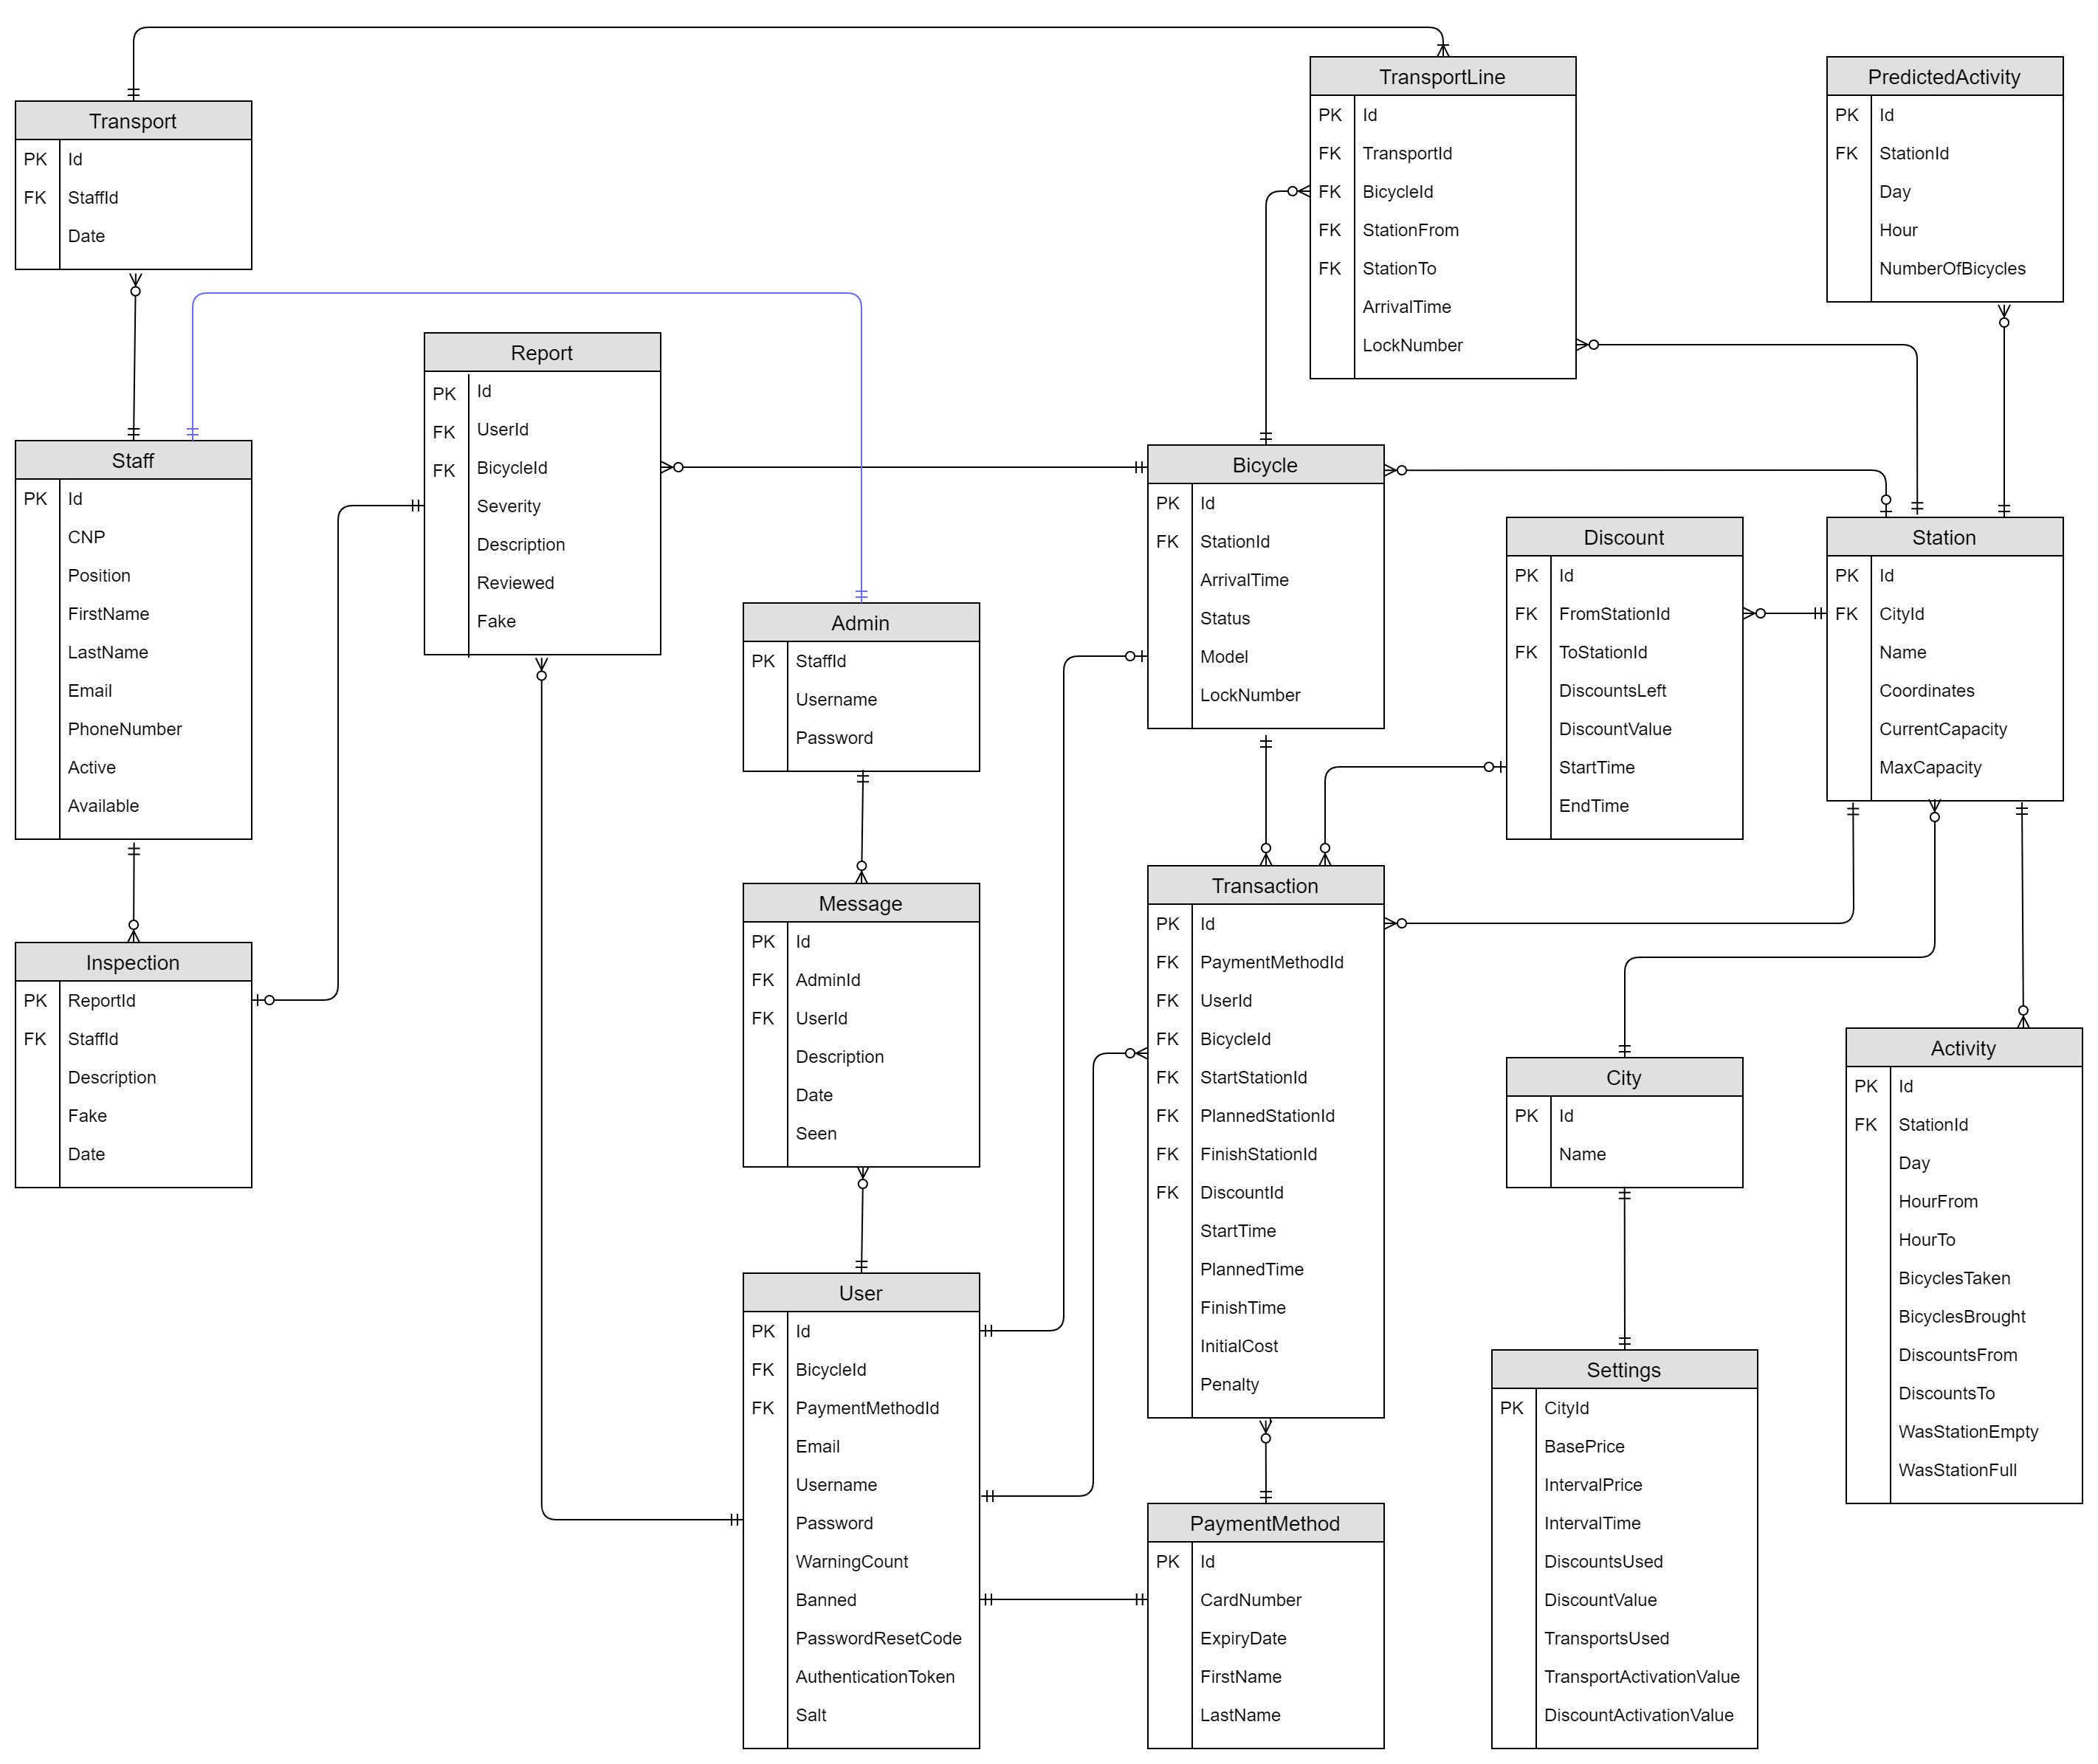 Transport
PK Id
FK StaffId
Date
TransportLine
PK Id
FK TransportId
FK BicycleId
FK StationFrom
FK StationTo
ArrivalTime
LockNumber
PredictedActivity
PK Id
FK StationId
Day
Hour
NumberOfBicycles
Staff
PK Id
CNP
Position
FirstName
LastName
Email
PhoneNumber
Active
Available
Report
PK Id
FK UserId
FK BicycleId
Severity
Description
Reviewed
Fake
Admin
PK StaffId
Username
Password
Bicycle
PK Id
FK StationId
ArrivalTime
Status
Model
LockNumber
Discount
PK Id
FK FromStationId
FK ToStationId
DiscountsLeft
DiscountValue
StartTime
EndTime
Station
PK Id
FK CityId
Name
Coordinates
CurrentCapacity
MaxCapacity
Inspection
PK ReportId
FK StaffId
Description
Fake
Date
Message
PK Id
FK AdminId
FK UserId
Description
Date
Seen
Transaction
PK Id
FK PaymentMethodId
FK UserId
FK BicycleId
FK StartStationId
FK PlannedStationId
FK FinishStationId
FK DiscountId
StartTime
PlannedTime
FinishTime
InitialCost
Penalty
City
PK Id
Name
Activity
PK Id
FK StationId
Day
HourFrom
HourTo
BicyclesTaken
BicyclesBrought
DiscountsFrom
DiscountsTo
WasStationEmpty
WasStationFull
User
PK Id
FK BicycleId
FK PaymentMethodId
Email
Username
Password
WarningCount
Banned
PasswordResetCode
AuthenticationToken
Salt
PaymentMethod
PK Id
CardNumber
ExpiryDate
FirstName
LastName
Settings
PK CityId
BasePrice
IntervalPrice
IntervalTime
DiscountsUsed
DiscountValue
TransportsUsed
TransportActivationValue
DiscountActivationValue